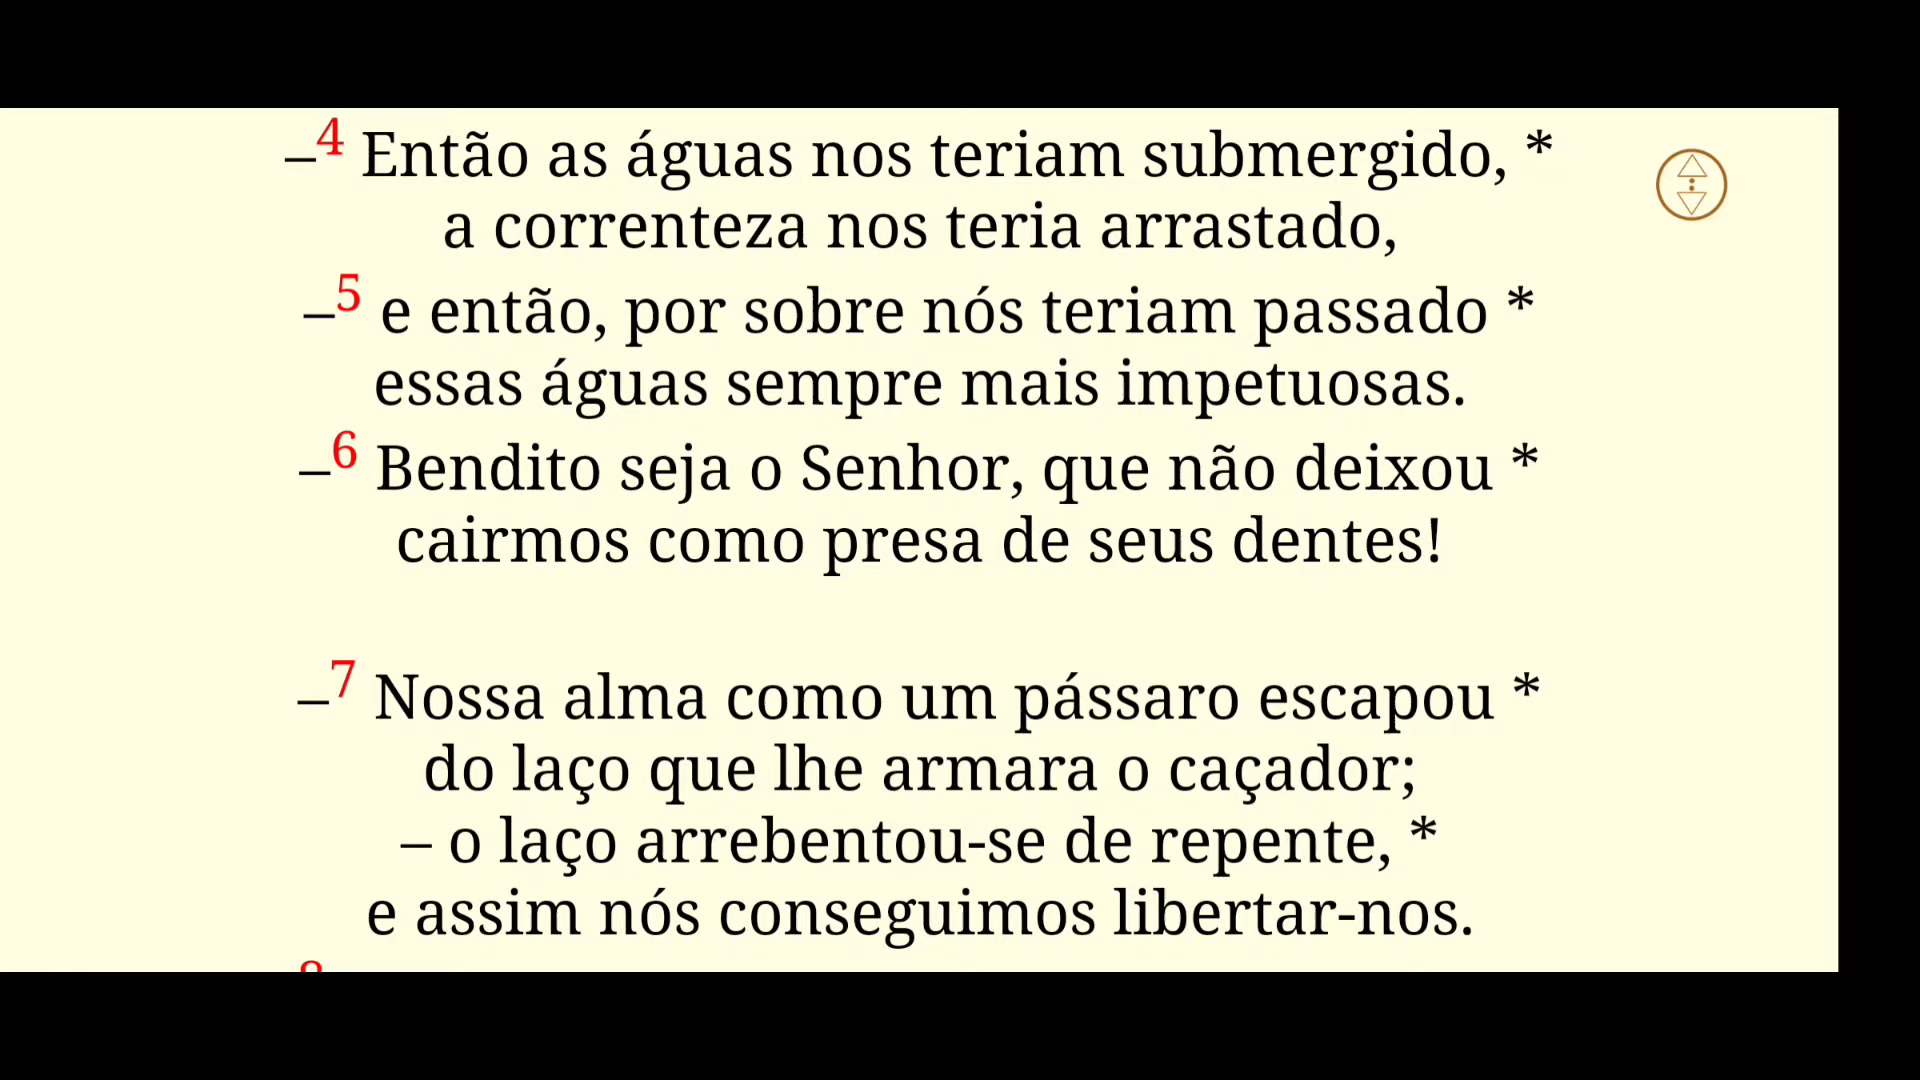 –4 Então as águas nos teriam submergido, *
a correnteza nos teria arrastado,
–5 e então, por sobre nós teriam passado *
essas águas sempre mais impetuosas.
–6 Bendito seja o Senhor, que não deixou *
cairmos como presa de seus dentes!
–7 Nossa alma como um pássaro escapou *
do laço que lhe armara o caçador;
– o laço arrebentou-se de repente, *
e assim nós conseguimos libertar-nos.